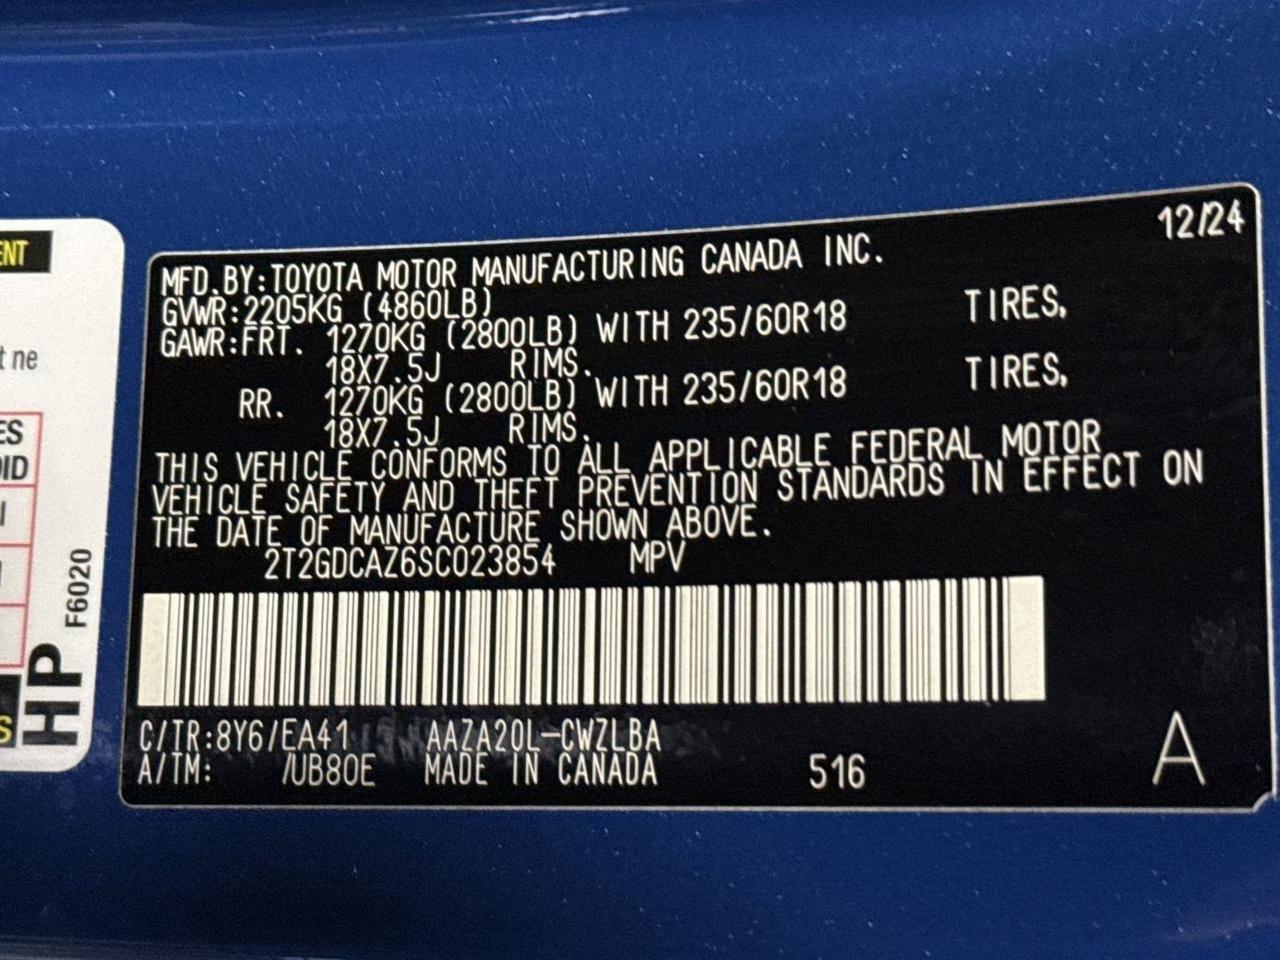 12/24
MFD.BY:TOYOTA MOTOR MANUFACTURING CANADA INC.
GVWR:2205KG (4860LB)
GAWR:FRT. 1270KG (2800LB) WITH 235/60R18 TIRES,
18X7.5J RIMS.
RR. 1270KG (2800LB) WITH 235/60R18 TIRES,
18X7.5J RIMS.
THIS VEHICLE CONFORMS TO ALL APPLICABLE FEDERAL MOTOR
VEHICLE SAFETY AND THEFT PREVENTION STANDARDS IN EFFECT ON
THE DATE OF MANUFACTURE SHOWN ABOVE.
2T2GDCAZ6SC023854 MPV
C/TR:8Y6/EA41 AAZA20L-CWZLBA
A/TM: /UB80E MADE IN CANADA 516
A
ENT
t ne
ES
OID
F6020
HP
S